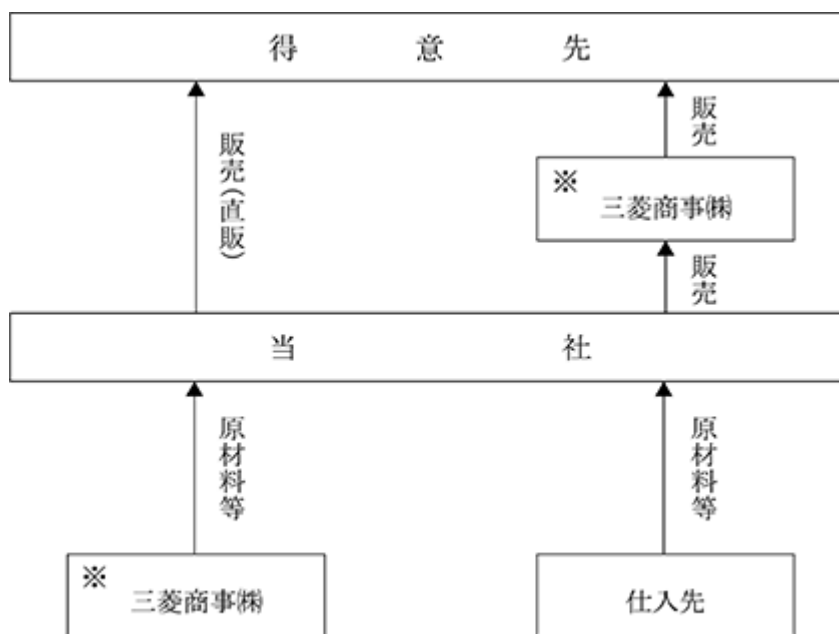 得意先
販売(直販)
販売
※
三菱商事㈱
販売
当社
原材料等
原材料等
※
三菱商事㈱
仕入先